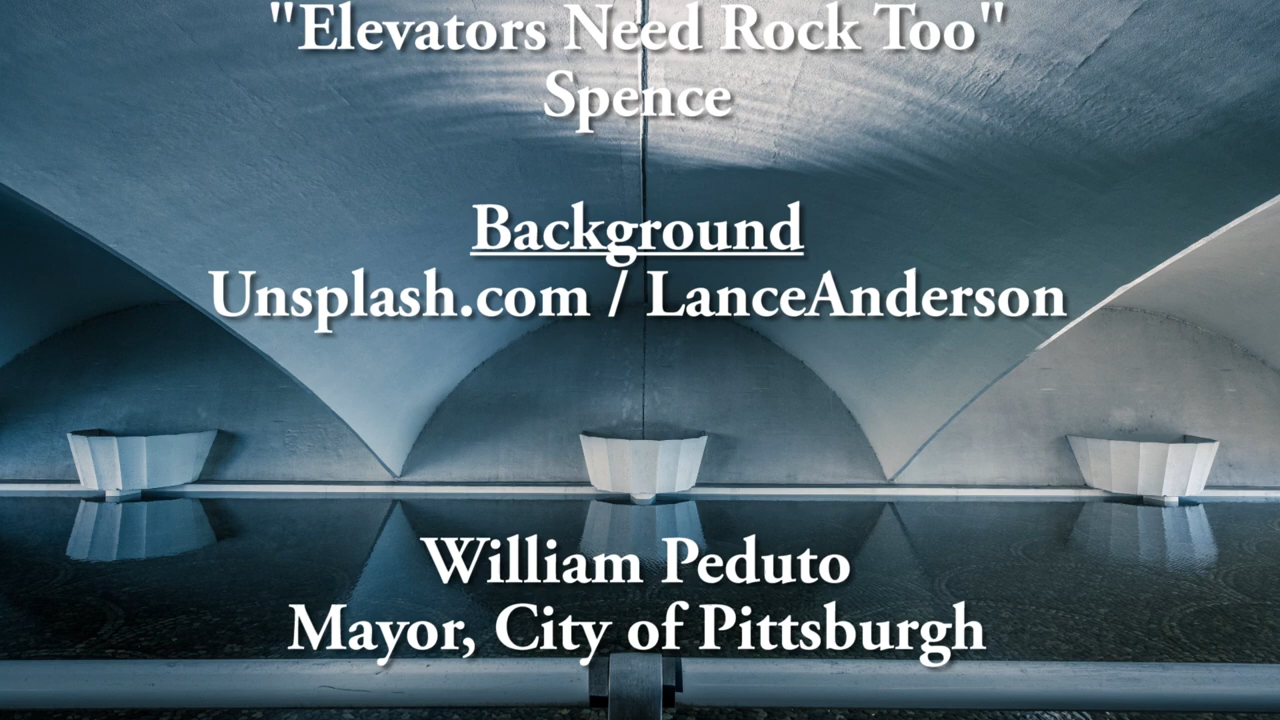 "Elevators Need Rock Too"
Spence
Background
Unsplash.com / LanceAnderson
William Peduto
Mayor, City of Pittsburgh